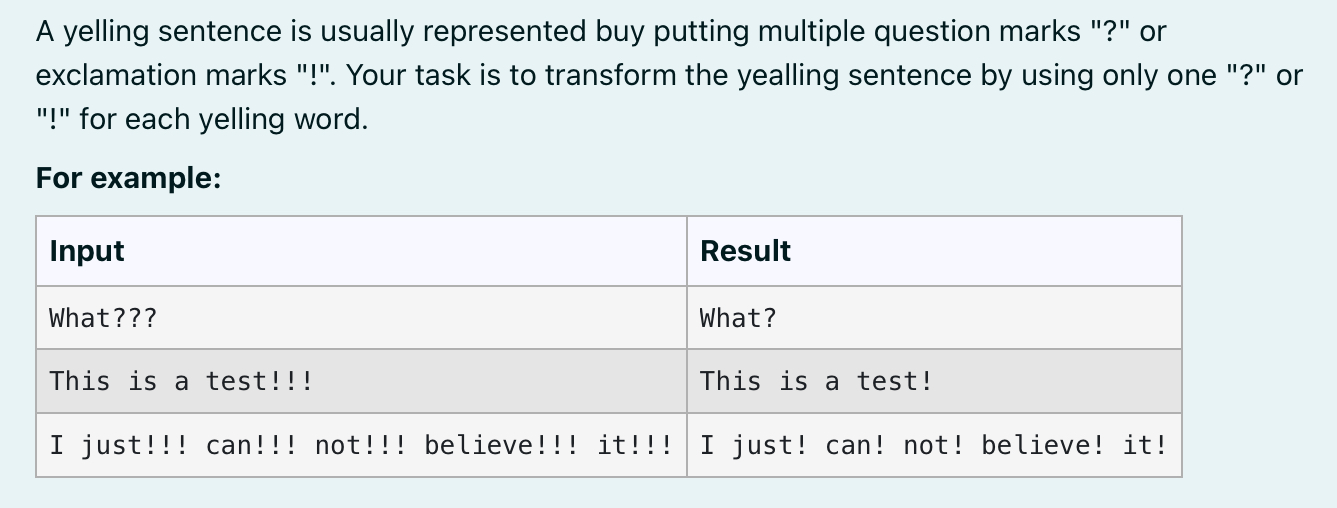 A yelling sentence is usually represented buy putting multiple question marks "?" or
exclamation marks "!". Your task is to transform the yealling sentence by using only one "?" or
"!" for each yelling word.
For example:
Input Result
What??? What?
This is a test!!! This is a test!
I just!!! can!!! not!!! believe!!! it!!! I just! can! not! believe! it!